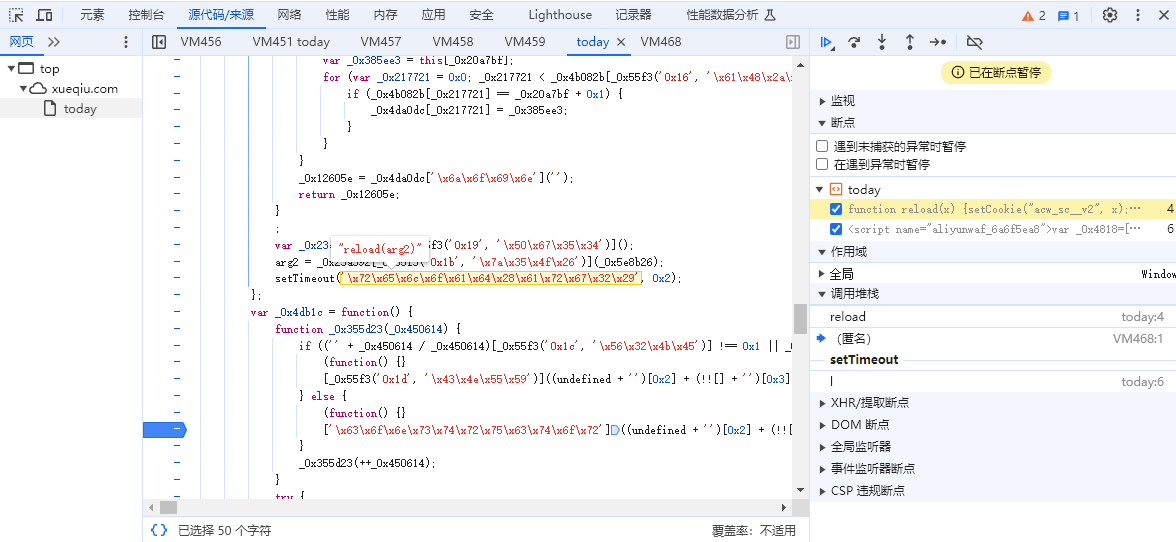 元素 控制台 源代码/来源 网络 性能 内存 应用 安全 Lighthouse 记录器 性能数据分析 2 1
网页 VM456 VM451 today VM457 VM458 VM459 today VM468
top
xueqiu.com
today
var _0x385ee3 = this[_0x20a7bf];
for (var _0x217721 = 0x0; _0x217721 < _0x4b082b[_0x55f3('0x16', '\x61\x48\x2a\x
if (_0x4b082b[_0x217721] == _0x20a7bf + 0x1) {
_0x4da0dc[_0x217721] = _0x385ee3;
}
}
}
_0x12605e = _0x4da0dc['\x6a\x6f\x69\x6e']('');
return _0x12605e;
}
;
var _0x23 "reload(arg2)" 5f3('0x19', '\x50\x67\x35\x34')]();
arg2 = '0x1b', '\x7a\x35\x4f\x26')](_0x5e8b26);
setTimeout('\x72\x65\x6c\x6f\x61\x64\x28\x61\x72\x67\x32\x29', 0x2);
};
var _0x4db1c = function() {
function _0x355d23(_0x450614) {
if (('' + _0x450614 / _0x450614)[_0x55f3('0x1c', '\x56\x32\x4b\x45')] !== 0x1 || _0
(function() {}
[_0x55f3('0x1d', '\x43\x4e\x55\x59')]((undefined + '')[0x2] + (!![] + '')[0x3]
} else {
(function() {}
['\x63\x6f\x6e\x73\x74\x72\x75\x63\x74\x6f\x72']((undefined + '')[0x2] + (!![
}
_0x355d23(++_0x450614);
}
try {
{} 已选择 50 个字符 覆盖率：不适用
已在断点暂停
监视
断点
遇到未捕获的异常时暂停
在遇到异常时暂停
today
function reload(x) {setCookie("acw_sc__v2", x);… 4
<script name="aliyunwaf_6a6f5ea8">var _0x4818=[… 6
作用域
全局 Window
调用堆栈
reload today:4
（匿名） VM468:1
setTimeout
l today:6
XHR/提取断点
DOM 断点
全局监听器
事件监听器断点
CSP 违规断点